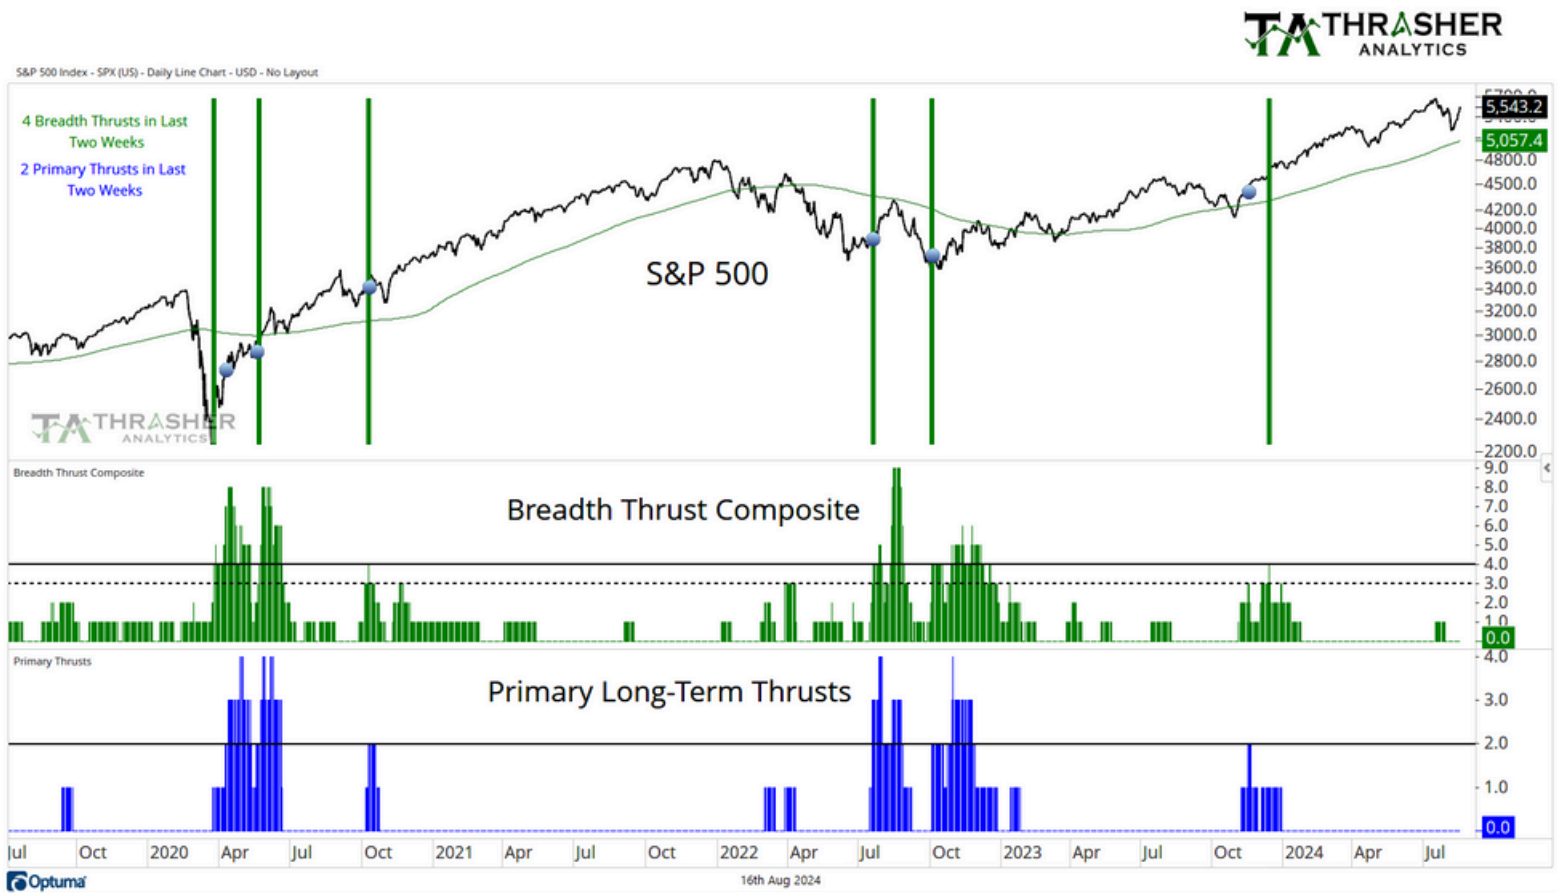 THRASHER
ANALYTICS
S&P 500 Index - SPX (US) - Daily Line Chart - USD - No Layout
4 Breadth Thrusts in Last
Two Weeks
2 Primary Thrusts in Last
Two Weeks
S&P 500
5,543.2
5,057.4
4800.0
4500.0
4200.0
4000.0
3800.0
3600.0
3400.0
3200.0
3000.0
2800.0
2600.0
2400.0
2200.0
THRASHER
ANALYTICS
Breadth Thrust Composite
Breadth Thrust Composite
9.0
8.0
7.0
6.0
5.0
4.0
3.0
2.0
1.0
0.0
Primary Thrusts
Primary Long-Term Thrusts
4.0
3.0
2.0
1.0
0.0
Jul Oct 2020 Apr Jul Oct 2021 Apr Jul Oct 2022 Apr Jul Oct 2023 Apr Jul Oct 2024 Apr Jul
Optuma
16th Aug 2024